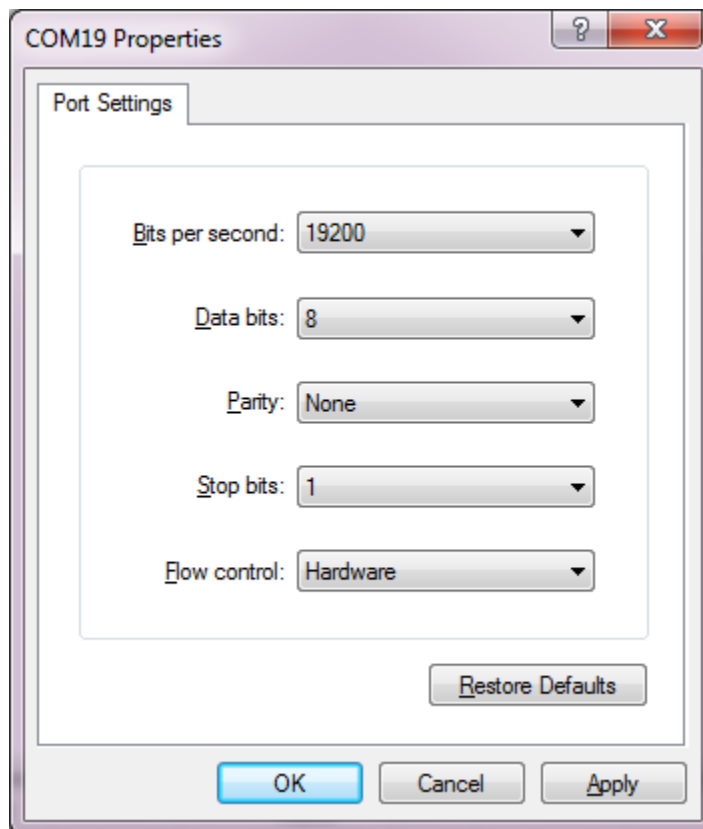 COM19 Properties
?
Port Settings
Bits per second: 19200
Data bits: 8
Parity: None
Stop bits: 1
Flow control: Hardware
Restore Defaults
OK Cancel Apply